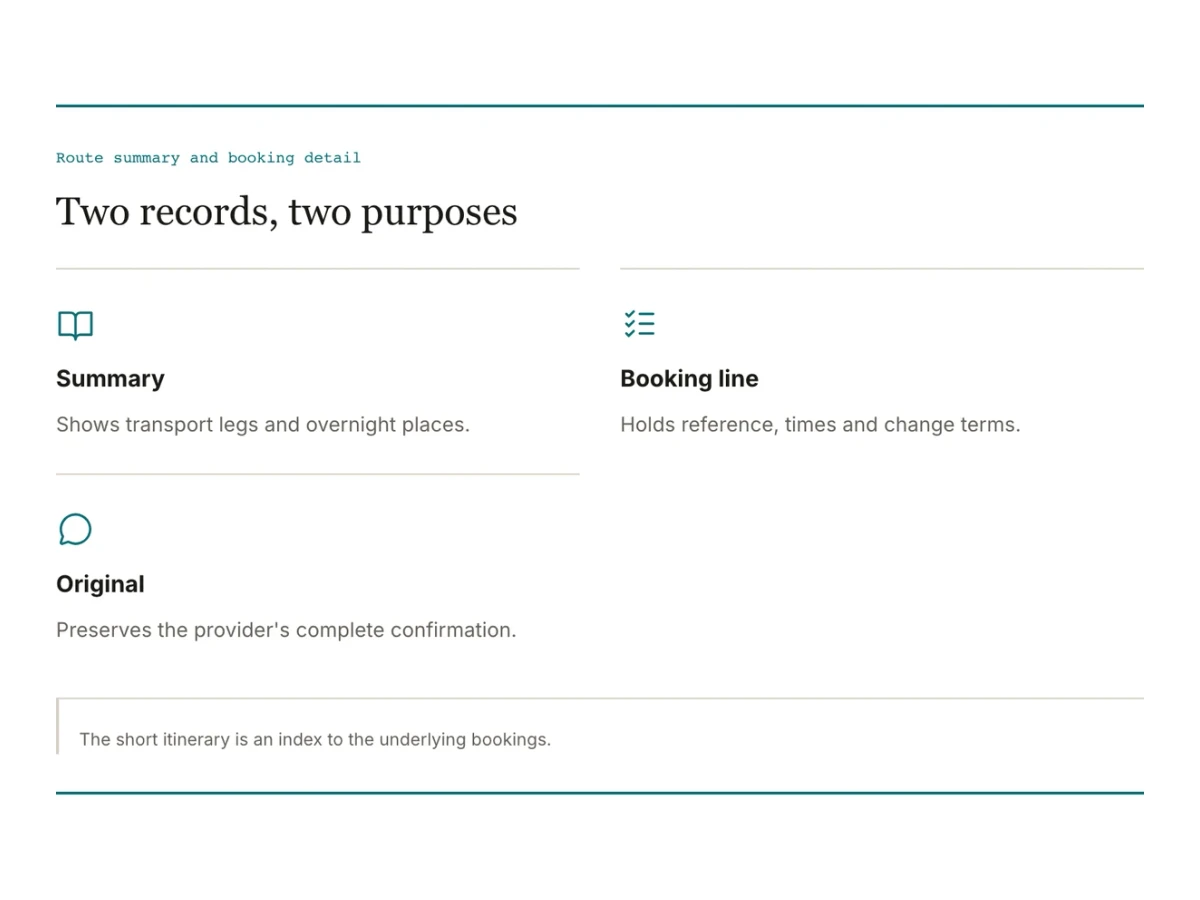 Route summary and booking detail
Two records, two purposes
Summary
Shows transport legs and overnight places.
Booking line
Holds reference, times and change terms.
Original
Preserves the provider's complete confirmation.
The short itinerary is an index to the underlying bookings.